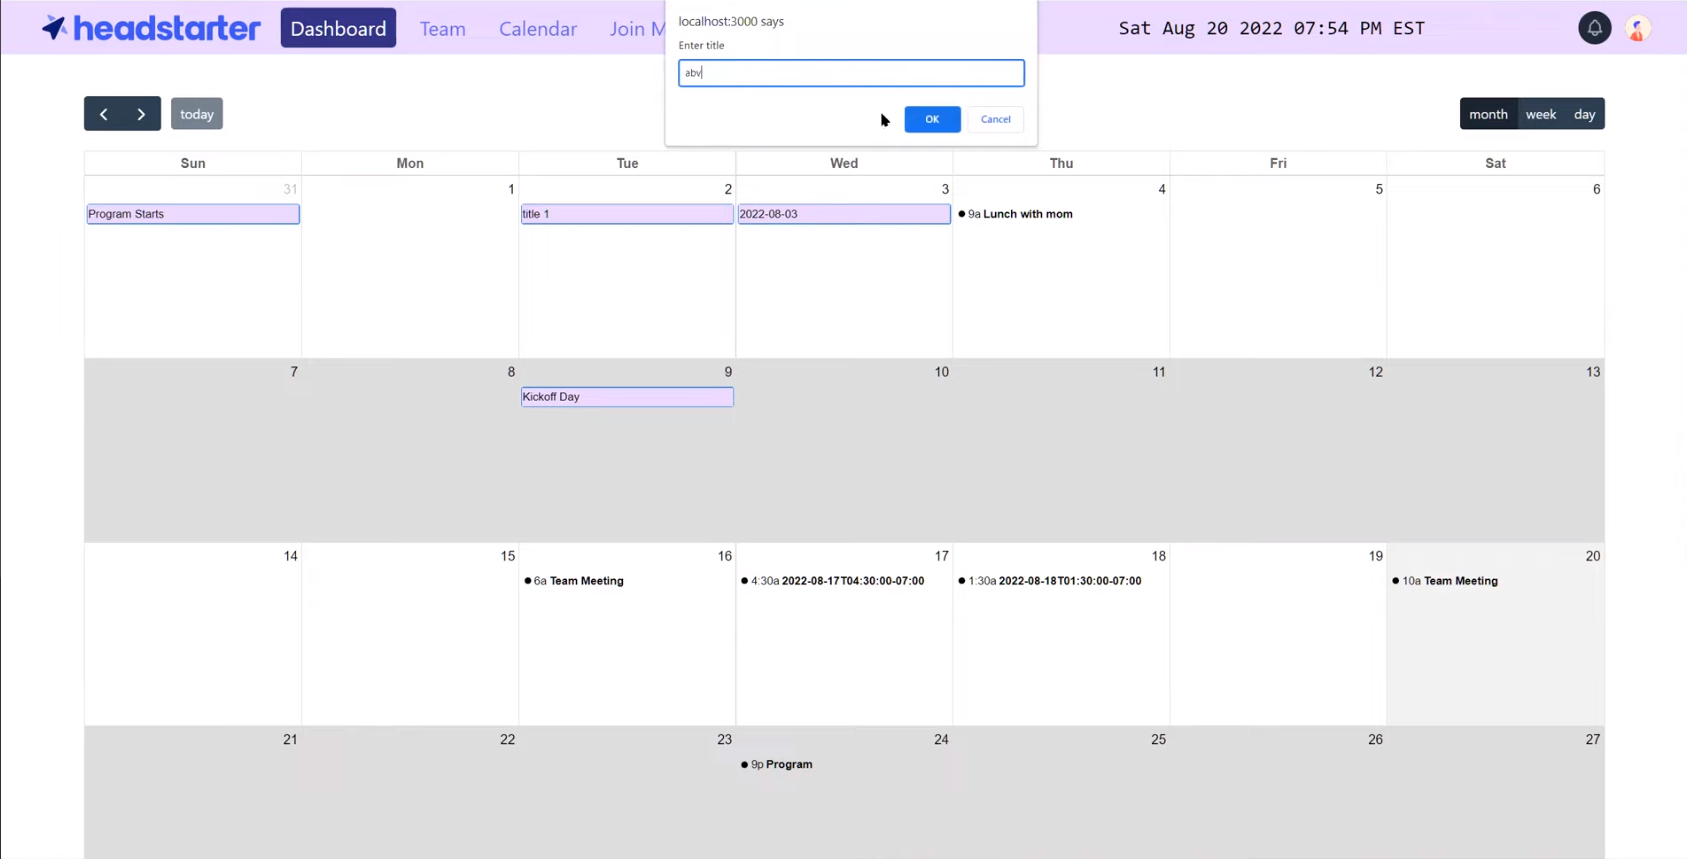 headstarter Dashboard Team Calendar Join M Sat Aug 20 2022 07:54 PM EST
localhost:3000 says
Enter title
abv
OK Cancel
today month week day
Sun Mon Tue Wed Thu Fri Sat
31 1 2 3 4 5 6
Program Starts title 1 2022-08-03 9a Lunch with mom
7 8 9 10 11 12 13
Kickoff Day
14 15 16 17 18 19 20
6a Team Meeting 4:30a 2022-08-17T04:30:00-07:00 1:30a 2022-08-18T01:30:00-07:00 10a Team Meeting
21 22 23 24 25 26 27
9p Program